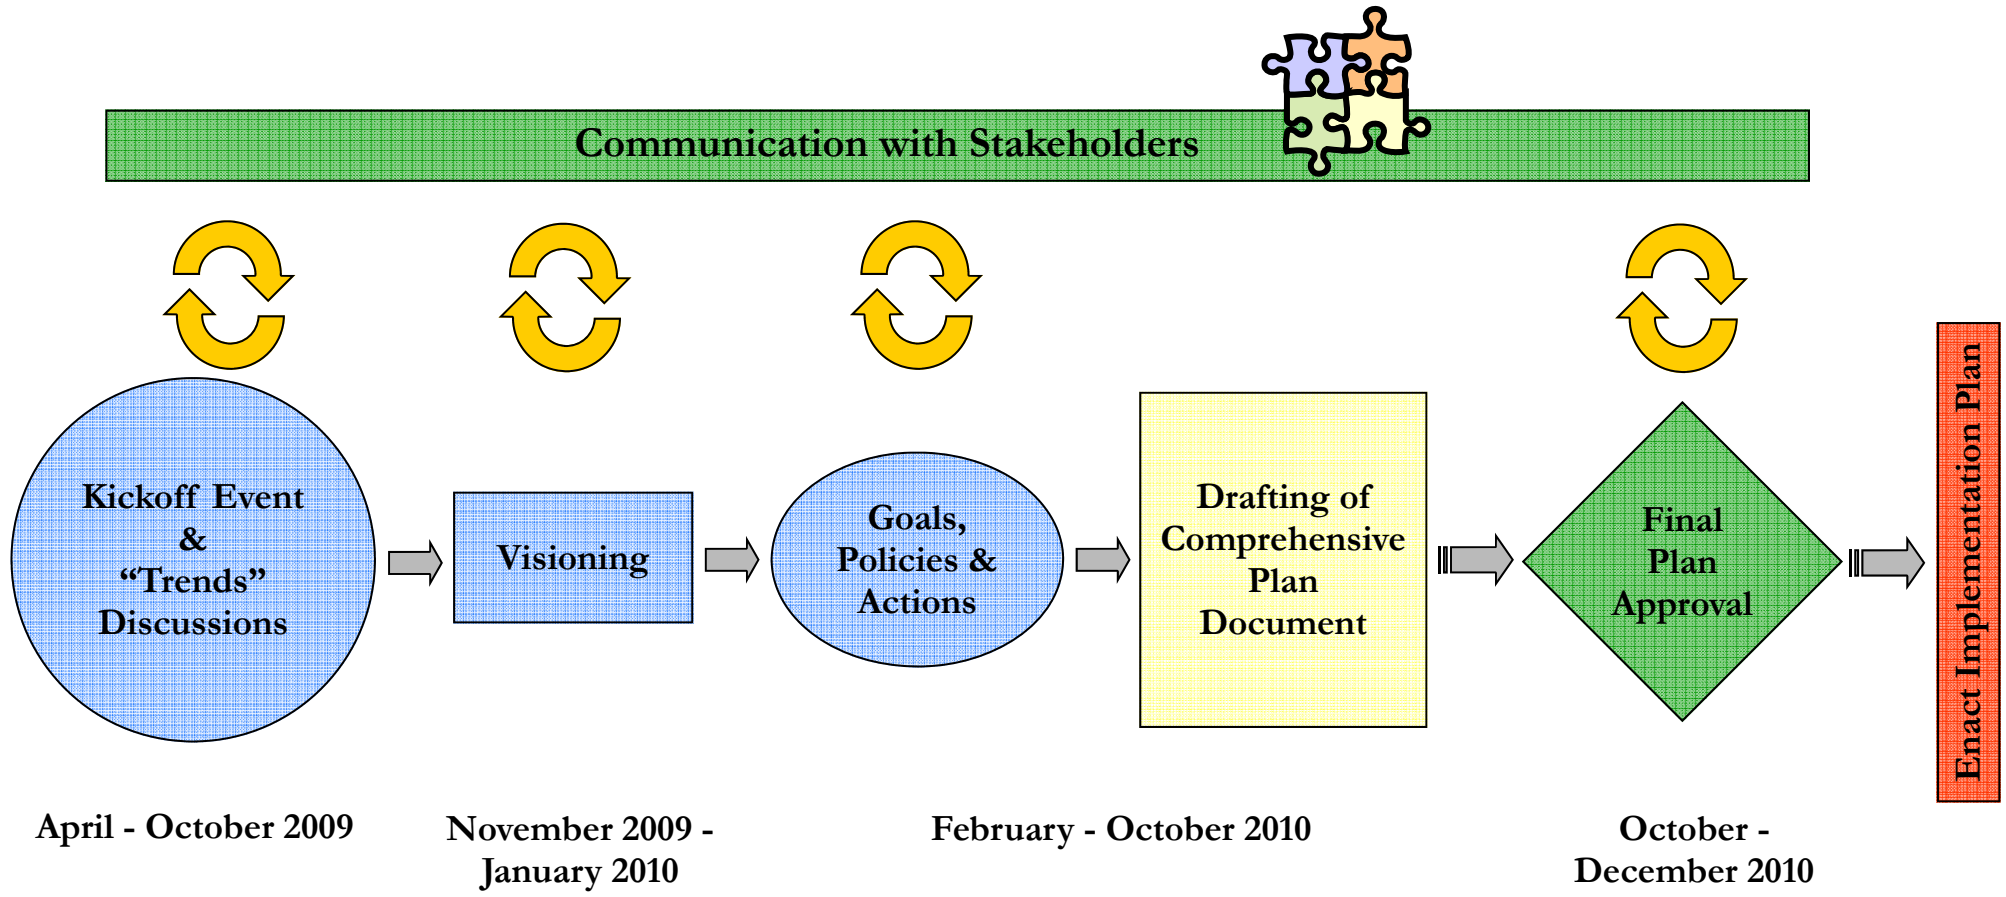 Communication with Stakeholders
Kickoff Event
&
“Trends”
Discussions
Visioning
Goals,
Policies &
Actions
Drafting of
Comprehensive
Plan
Document
Final
Plan
Approval
Enact Implementation Plan
April - October 2009
November 2009 -
January 2010
February - October 2010
October -
December 2010